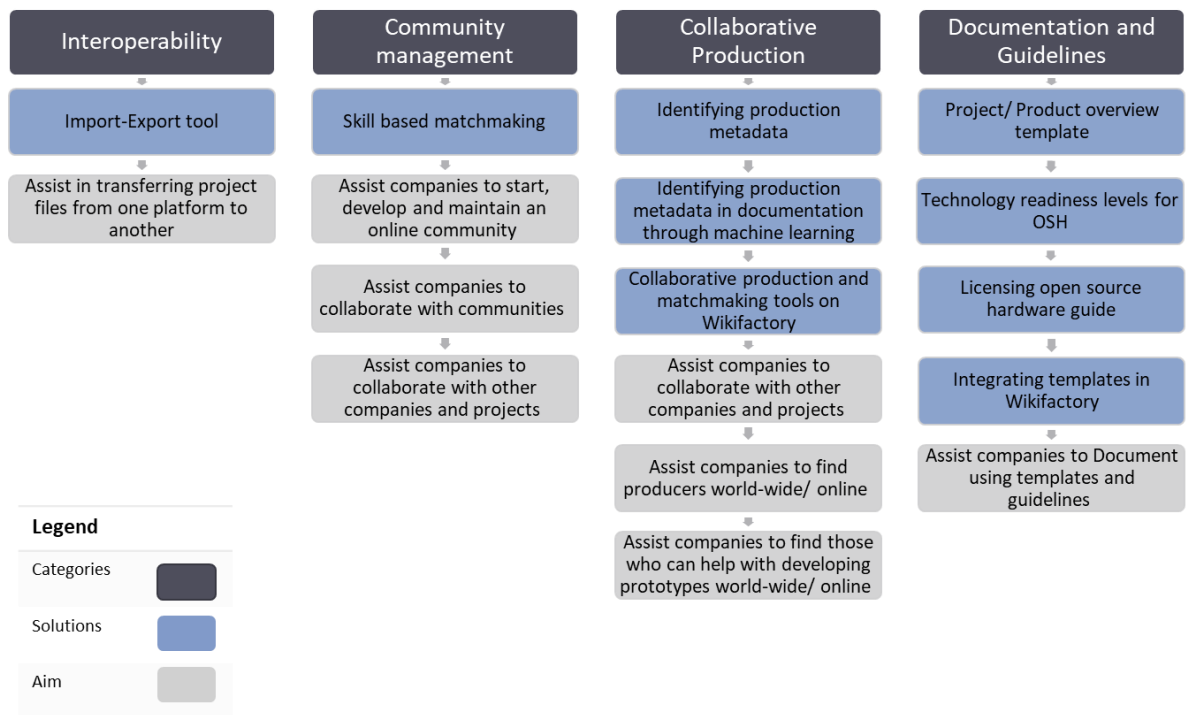 Interoperability
Import-Export tool
Assist in transferring project
files from one platform to
another
Community
management
Skill based matchmaking
Assist companies to start,
develop and maintain an
online community
Assist companies to
collaborate with communities
Assist companies to
collaborate with other
companies and projects
Collaborative
Production
Identifying production
metadata
Identifying production
metadata in documentation
through machine learning
Collaborative production and
matchmaking tools on
Wikifactory
Assist companies to
collaborate with other
companies and projects
Assist companies to find
producers world-wide/ online
Assist companies to find those
who can help with developing
prototypes world-wide/ online
Documentation and
Guidelines
Project/ Product overview
template
Technology readiness levels for
OSH
Licensing open source
hardware guide
Integrating templates in
Wikifactory
Assist companies to Document
using templates and
guidelines
Legend
Categories
Solutions
Aim